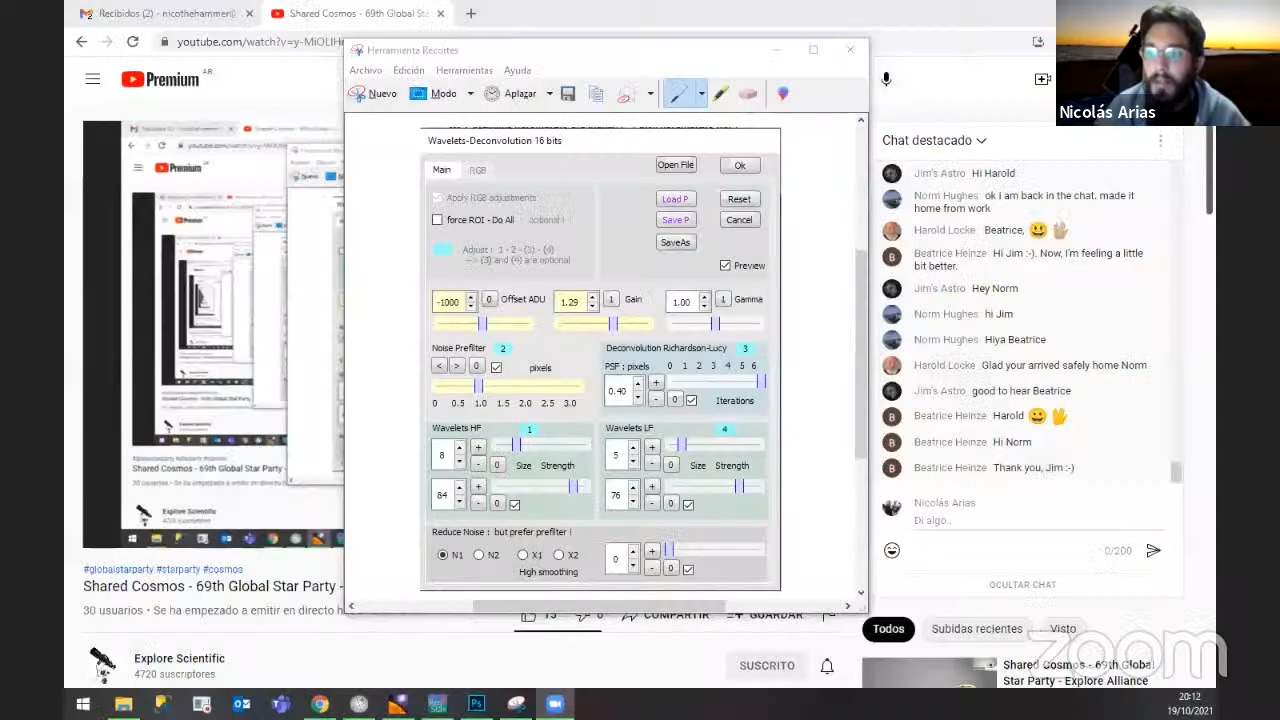 Recibidos (2) - nicothehammer@
Shared Cosmos - 69th Global Sta
youtube.com/watch?v=y-MiOLIH
Premium
AR
Herramienta Recortes
Archivo Edición Herramientas Ayuda
Nuevo Modo Aplazar
Wavelets-Deconvolution 16 bits
Main RGB
Open File Ok
Apply RGB adjustments
Load P Reset
force ROI - Do All optional !
Save P Cancel
Adjust : 1 - 2 - (3) - (4)
SaveAs
--> (3) and (4) are optional
Preview
-1000 0 Offset ADU 1.29 1 Gain 1.00 1 Gamma
Noise Prefilter 2
Deconvolution Richardson-Lucy 3
PSF : pixels 0 1 2 3 4 5 6
< > 0 pixels
+ - 0 Iterations
0.5 1.0 1.5 2.0 2.5 3.0
Wavelets HF 1
Wavelets LF 4
8 + - 0 Size Strength
+ - 0 Size Strength
84 + - 0
76 + - 0
Reduce Noise : but prefer prefilter !
N1 N2 X1 X2
0 + - 0
High smoothing
Nicolás Arias
Chat destacado
Jim's Astro Hi Harold
Norm Hughes ok i am back in the chat. made it
home from work
Harold Locke Beatrice, 😃 🖖
Beatrice Heinze Hi Jim :-). Now, I'm feeling a little
bit better.
Jim's Astro Hey Norm
Norm Hughes hi Jim
Norm Hughes Hiya Beatrice
Harold Locke Glad your arrived safely home Norm
Jim's Astro good to hear Beatrice
Beatrice Heinze Harold 😀 🖖
Beatrice Heinze Hi Norm
Beatrice Heinze Thank you, Jim :-)
Nicolás Arias
Di algo...
0/200
OCULTAR CHAT
Premium
Shared Cosmos - 69th Global Star Party -
Explore Scientific
#globalstarparty #starparty #cosmos
Shared Cosmos - 69th Global Star Party -
30 usuarios • Se ha empezado a emitir en directo h
COMPARTIR GUARDAR
Explore Scientific
4720 suscriptores
SUSCRITO
Todos Subidas recientes Visto
Shared Cosmos - 69th Global
Star Party - Explore Alliance
zoom
20:12
19/10/2021